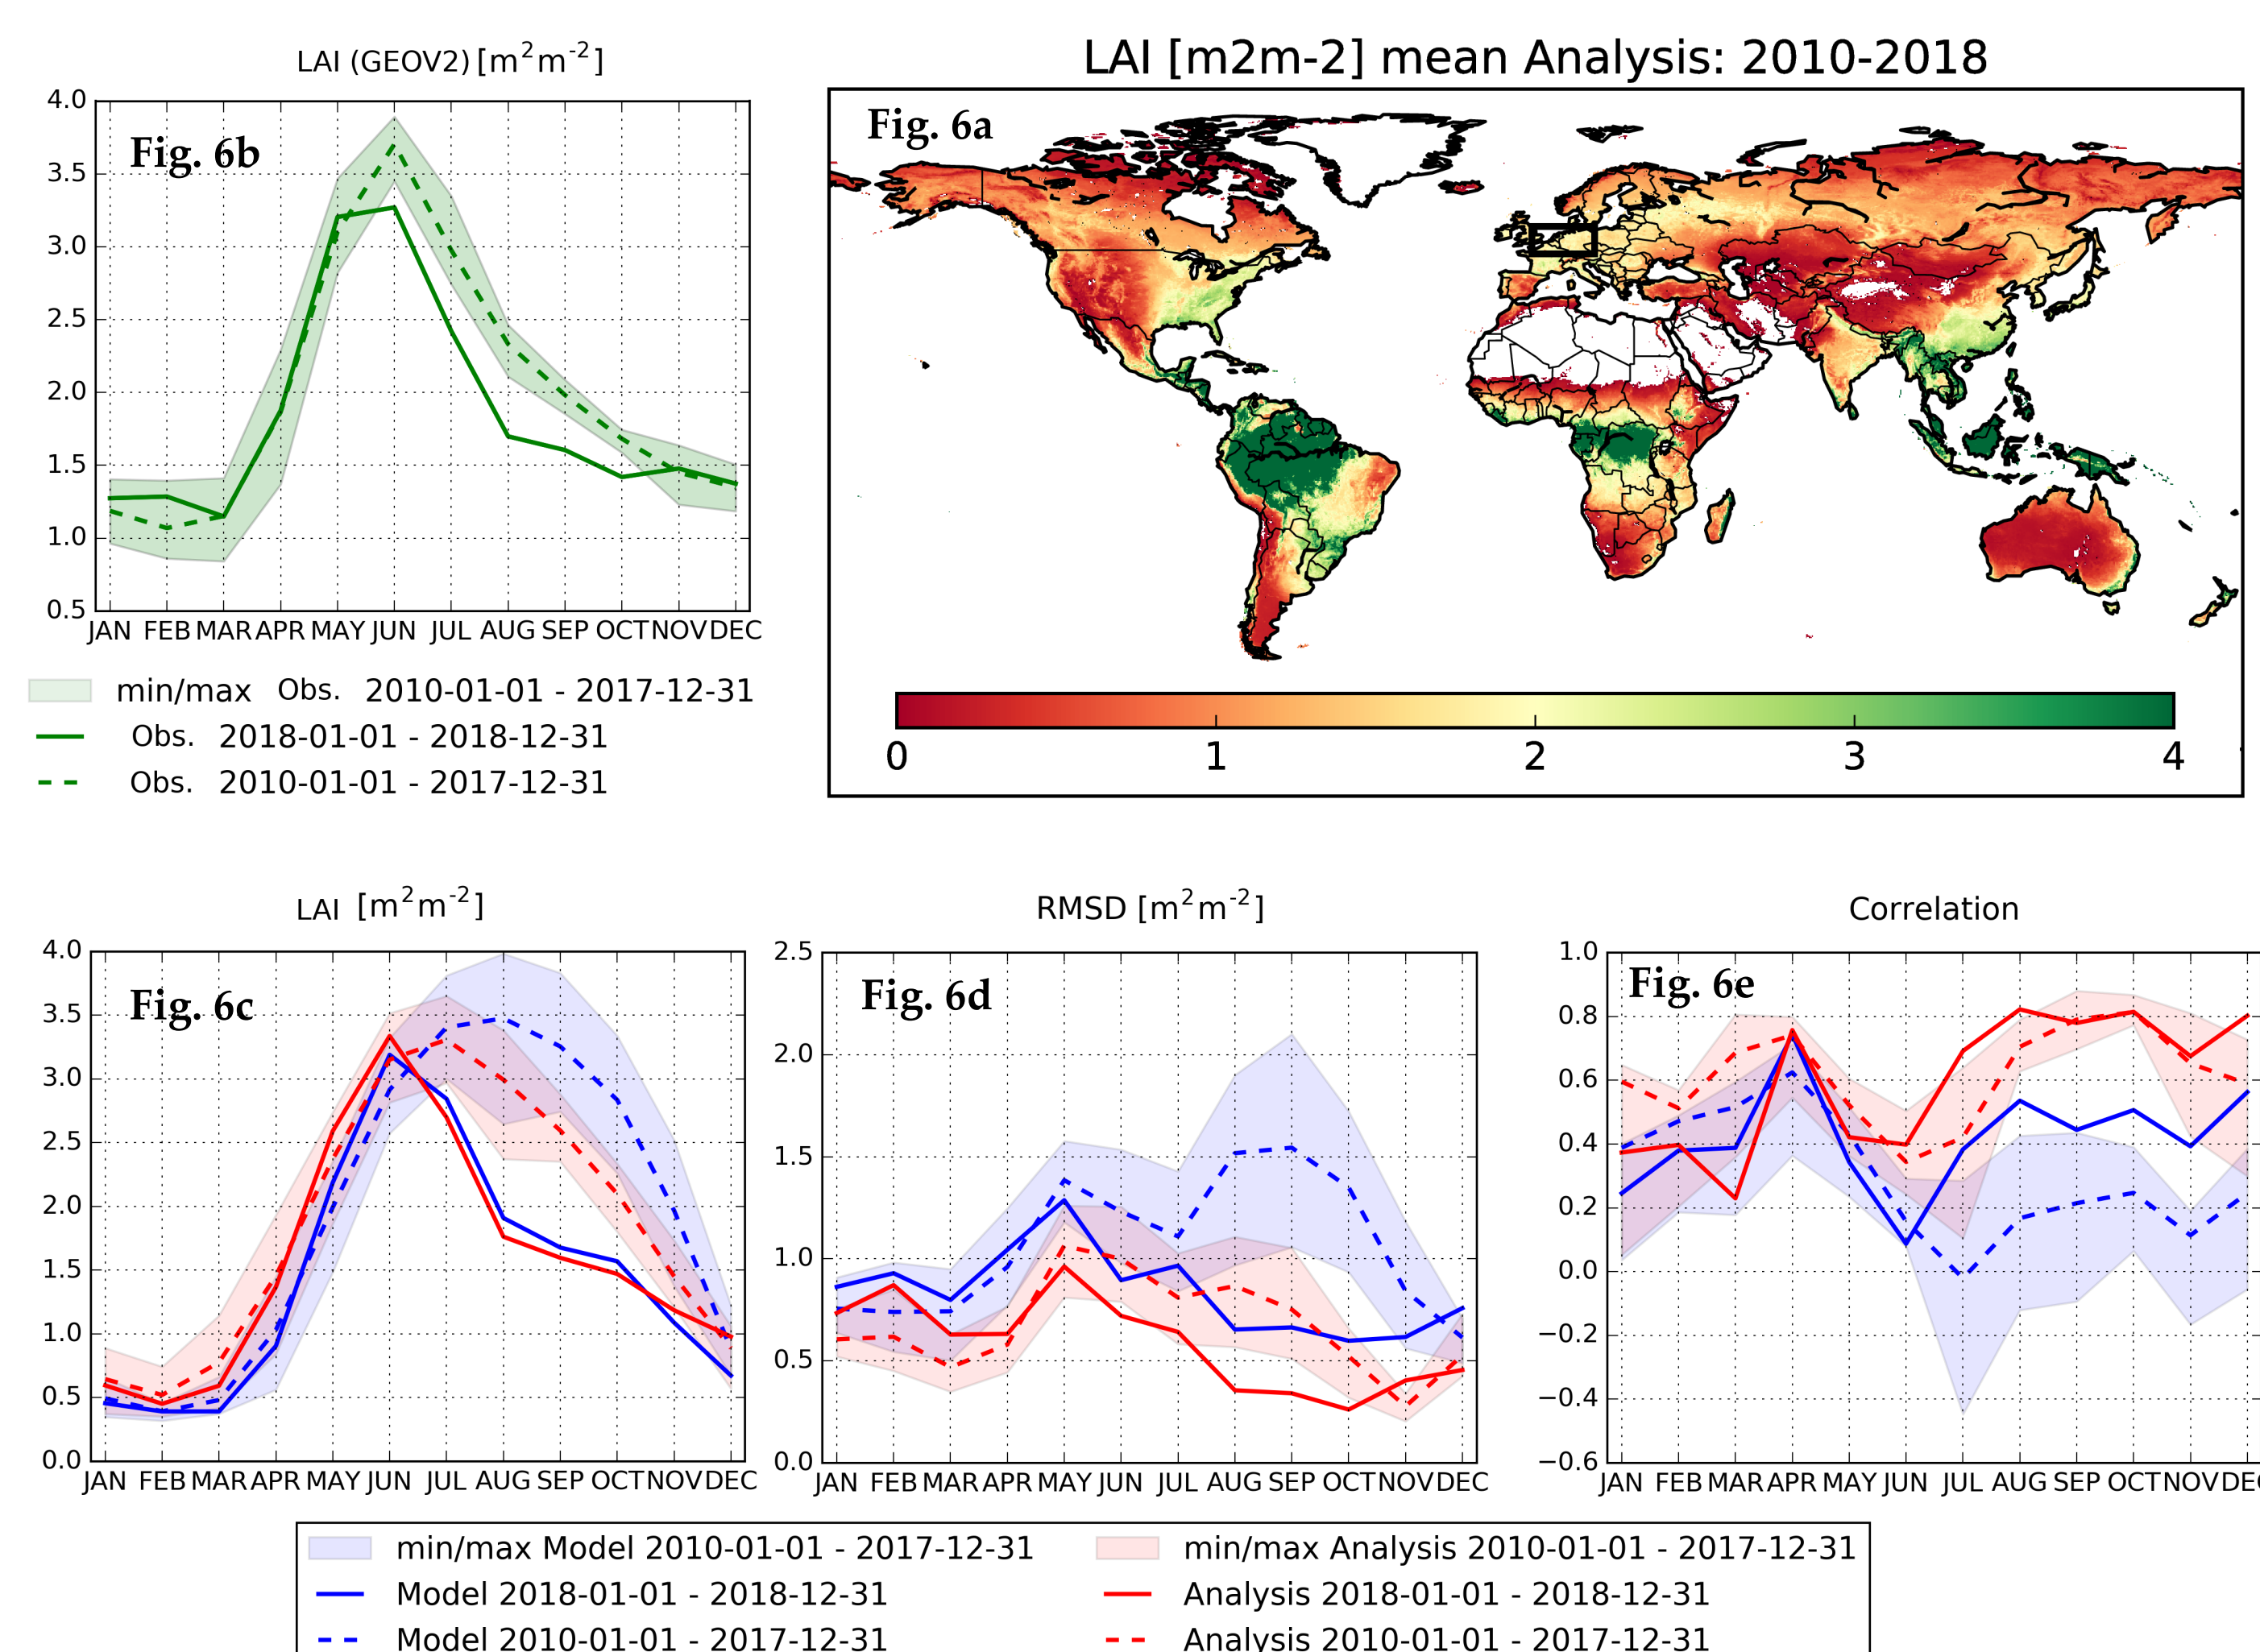 LAI (GEOV2) [m2m-2]
Fig. 6b
4.0
3.5
3.0
2.5
2.0
1.5
1.0
0.5
JAN FEB MAR APR MAY JUN JUL AUG SEP OCT NOV DEC
min/max Obs. 2010-01-01 - 2017-12-31
Obs. 2018-01-01 - 2018-12-31
Obs. 2010-01-01 - 2017-12-31
LAI [m2m-2] mean Analysis: 2010-2018
Fig. 6a
0 1 2 3 4
LAI [m2m-2]
Fig. 6c
4.0
3.5
3.0
2.5
2.0
1.5
1.0
0.5
0.0
JAN FEB MAR APR MAY JUN JUL AUG SEP OCT NOV DEC
RMSD [m2m-2]
Fig. 6d
2.5
2.0
1.5
1.0
0.5
0.0
JAN FEB MAR APR MAY JUN JUL AUG SEP OCT NOV DEC
Correlation
Fig. 6e
1.0
0.8
0.6
0.4
0.2
0.0
−0.2
−0.4
−0.6
JAN FEB MAR APR MAY JUN JUL AUG SEP OCT NOV DEC
min/max Model 2010-01-01 - 2017-12-31
Model 2018-01-01 - 2018-12-31
Model 2010-01-01 - 2017-12-31
min/max Analysis 2010-01-01 - 2017-12-31
Analysis 2018-01-01 - 2018-12-31
Analysis 2010-01-01 - 2017-12-31